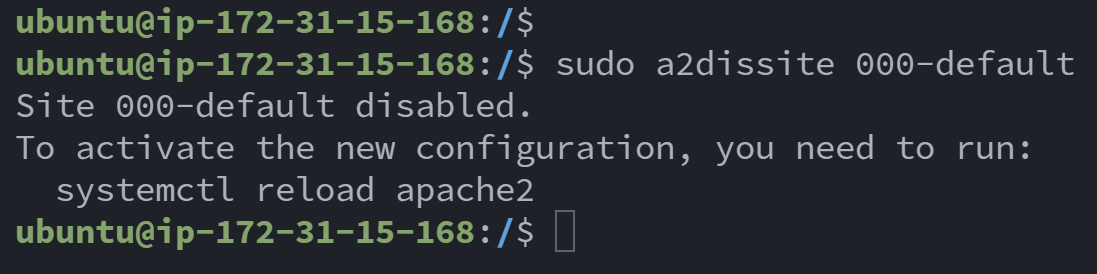 ubuntu@ip-172-31-15-168:/$
ubuntu@ip-172-31-15-168:/$ sudo a2dissite 000-default
Site 000-default disabled.
To activate the new configuration, you need to run:
  systemctl reload apache2
ubuntu@ip-172-31-15-168:/$